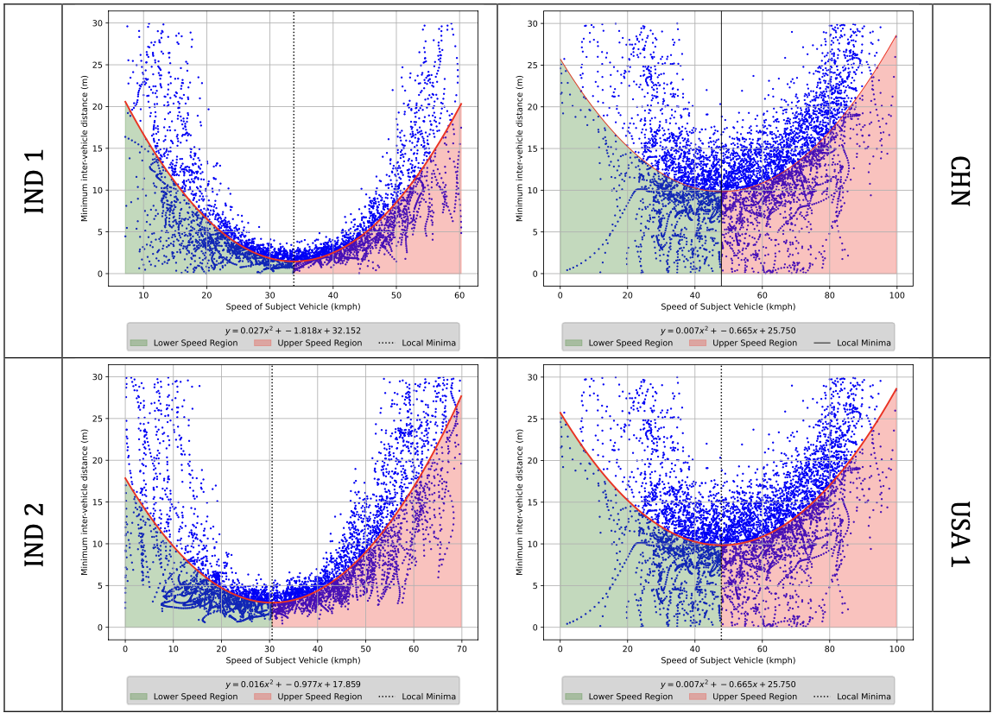 IND 1
30
25
20
15
10
5
0
Minimum inter-vehicle distance (m)
10 20 30 40 50 60
Speed of Subject Vehicle (kmph)
y = 0.027x² + − 1.818x + 32.152
Lower Speed Region Upper Speed Region Local Minima
30
25
20
15
10
5
0
Minimum inter-vehicle distance (m)
0 20 40 60 80 100
Speed of Subject Vehicle (kmph)
y = 0.007x² + − 0.665x + 25.750
Lower Speed Region Upper Speed Region Local Minima
CHN
IND 2
30
25
20
15
10
5
0
Minimum inter-vehicle distance (m)
0 10 20 30 40 50 60 70
Speed of Subject Vehicle (kmph)
y = 0.016x² + − 0.977x + 17.859
Lower Speed Region Upper Speed Region Local Minima
30
25
20
15
10
5
0
Minimum inter-vehicle distance (m)
0 20 40 60 80 100
Speed of Subject Vehicle (kmph)
y = 0.007x² + − 0.665x + 25.750
Lower Speed Region Upper Speed Region Local Minima
USA 1